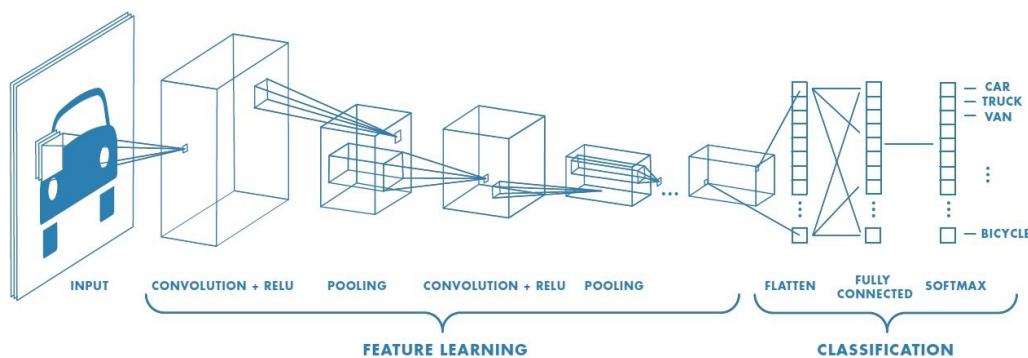 CAR
TRUCK
VAN
BICYCLE
INPUT
CONVOLUTION + RELU
POOLING
CONVOLUTION + RELU
POOLING
FLATTEN
FULLY
CONNECTED
SOFTMAX
FEATURE LEARNING
CLASSIFICATION